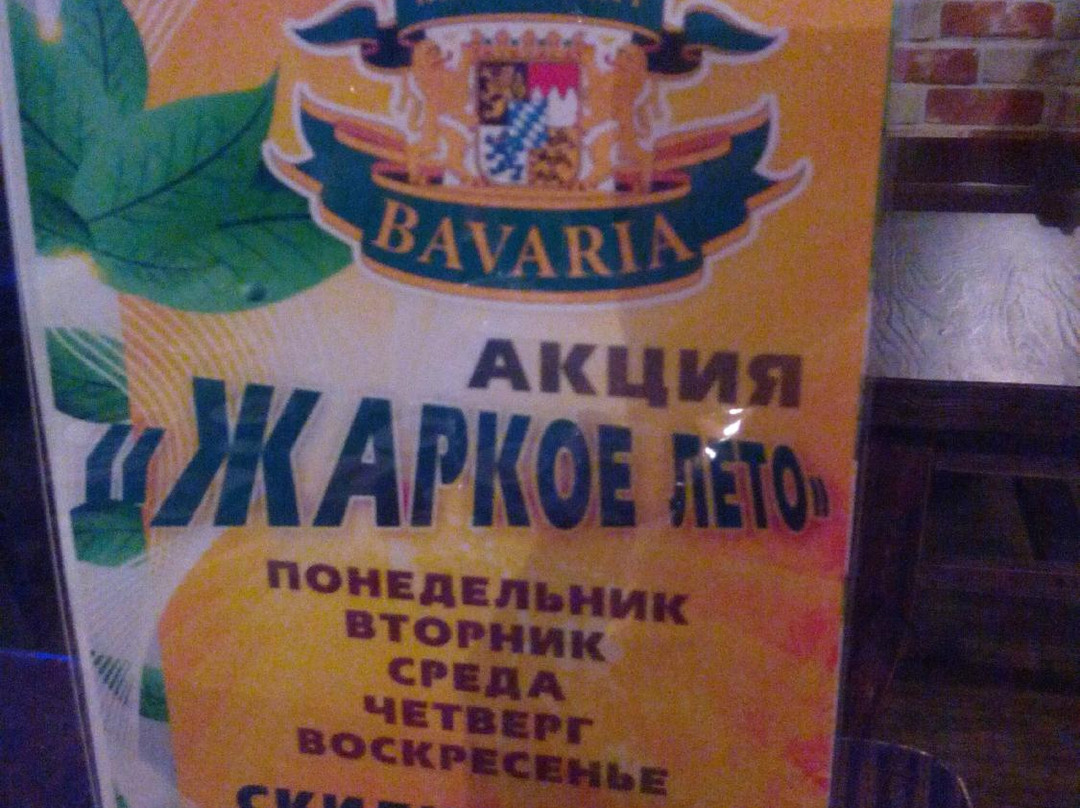 BAVARIA
АКЦИЯ
«ЖАРКОЕ ЛЕТО»
ПОНЕДЕЛЬНИК
ВТОРНИК
СРЕДА
ЧЕТВЕРГ
ВОСКРЕСЕНЬЕ